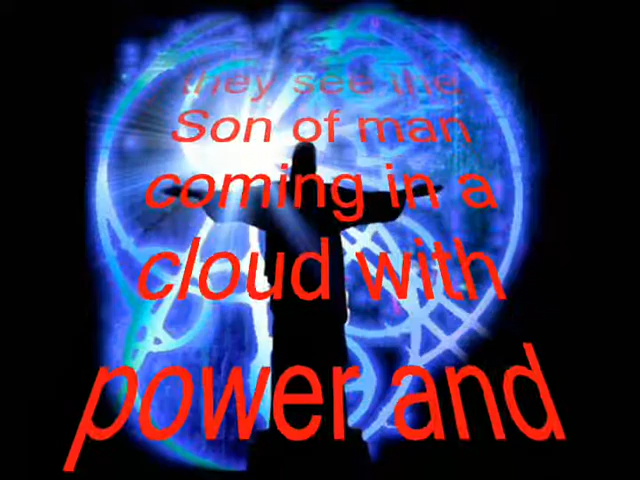 they see the
Son of man
coming in a
cloud with
power and